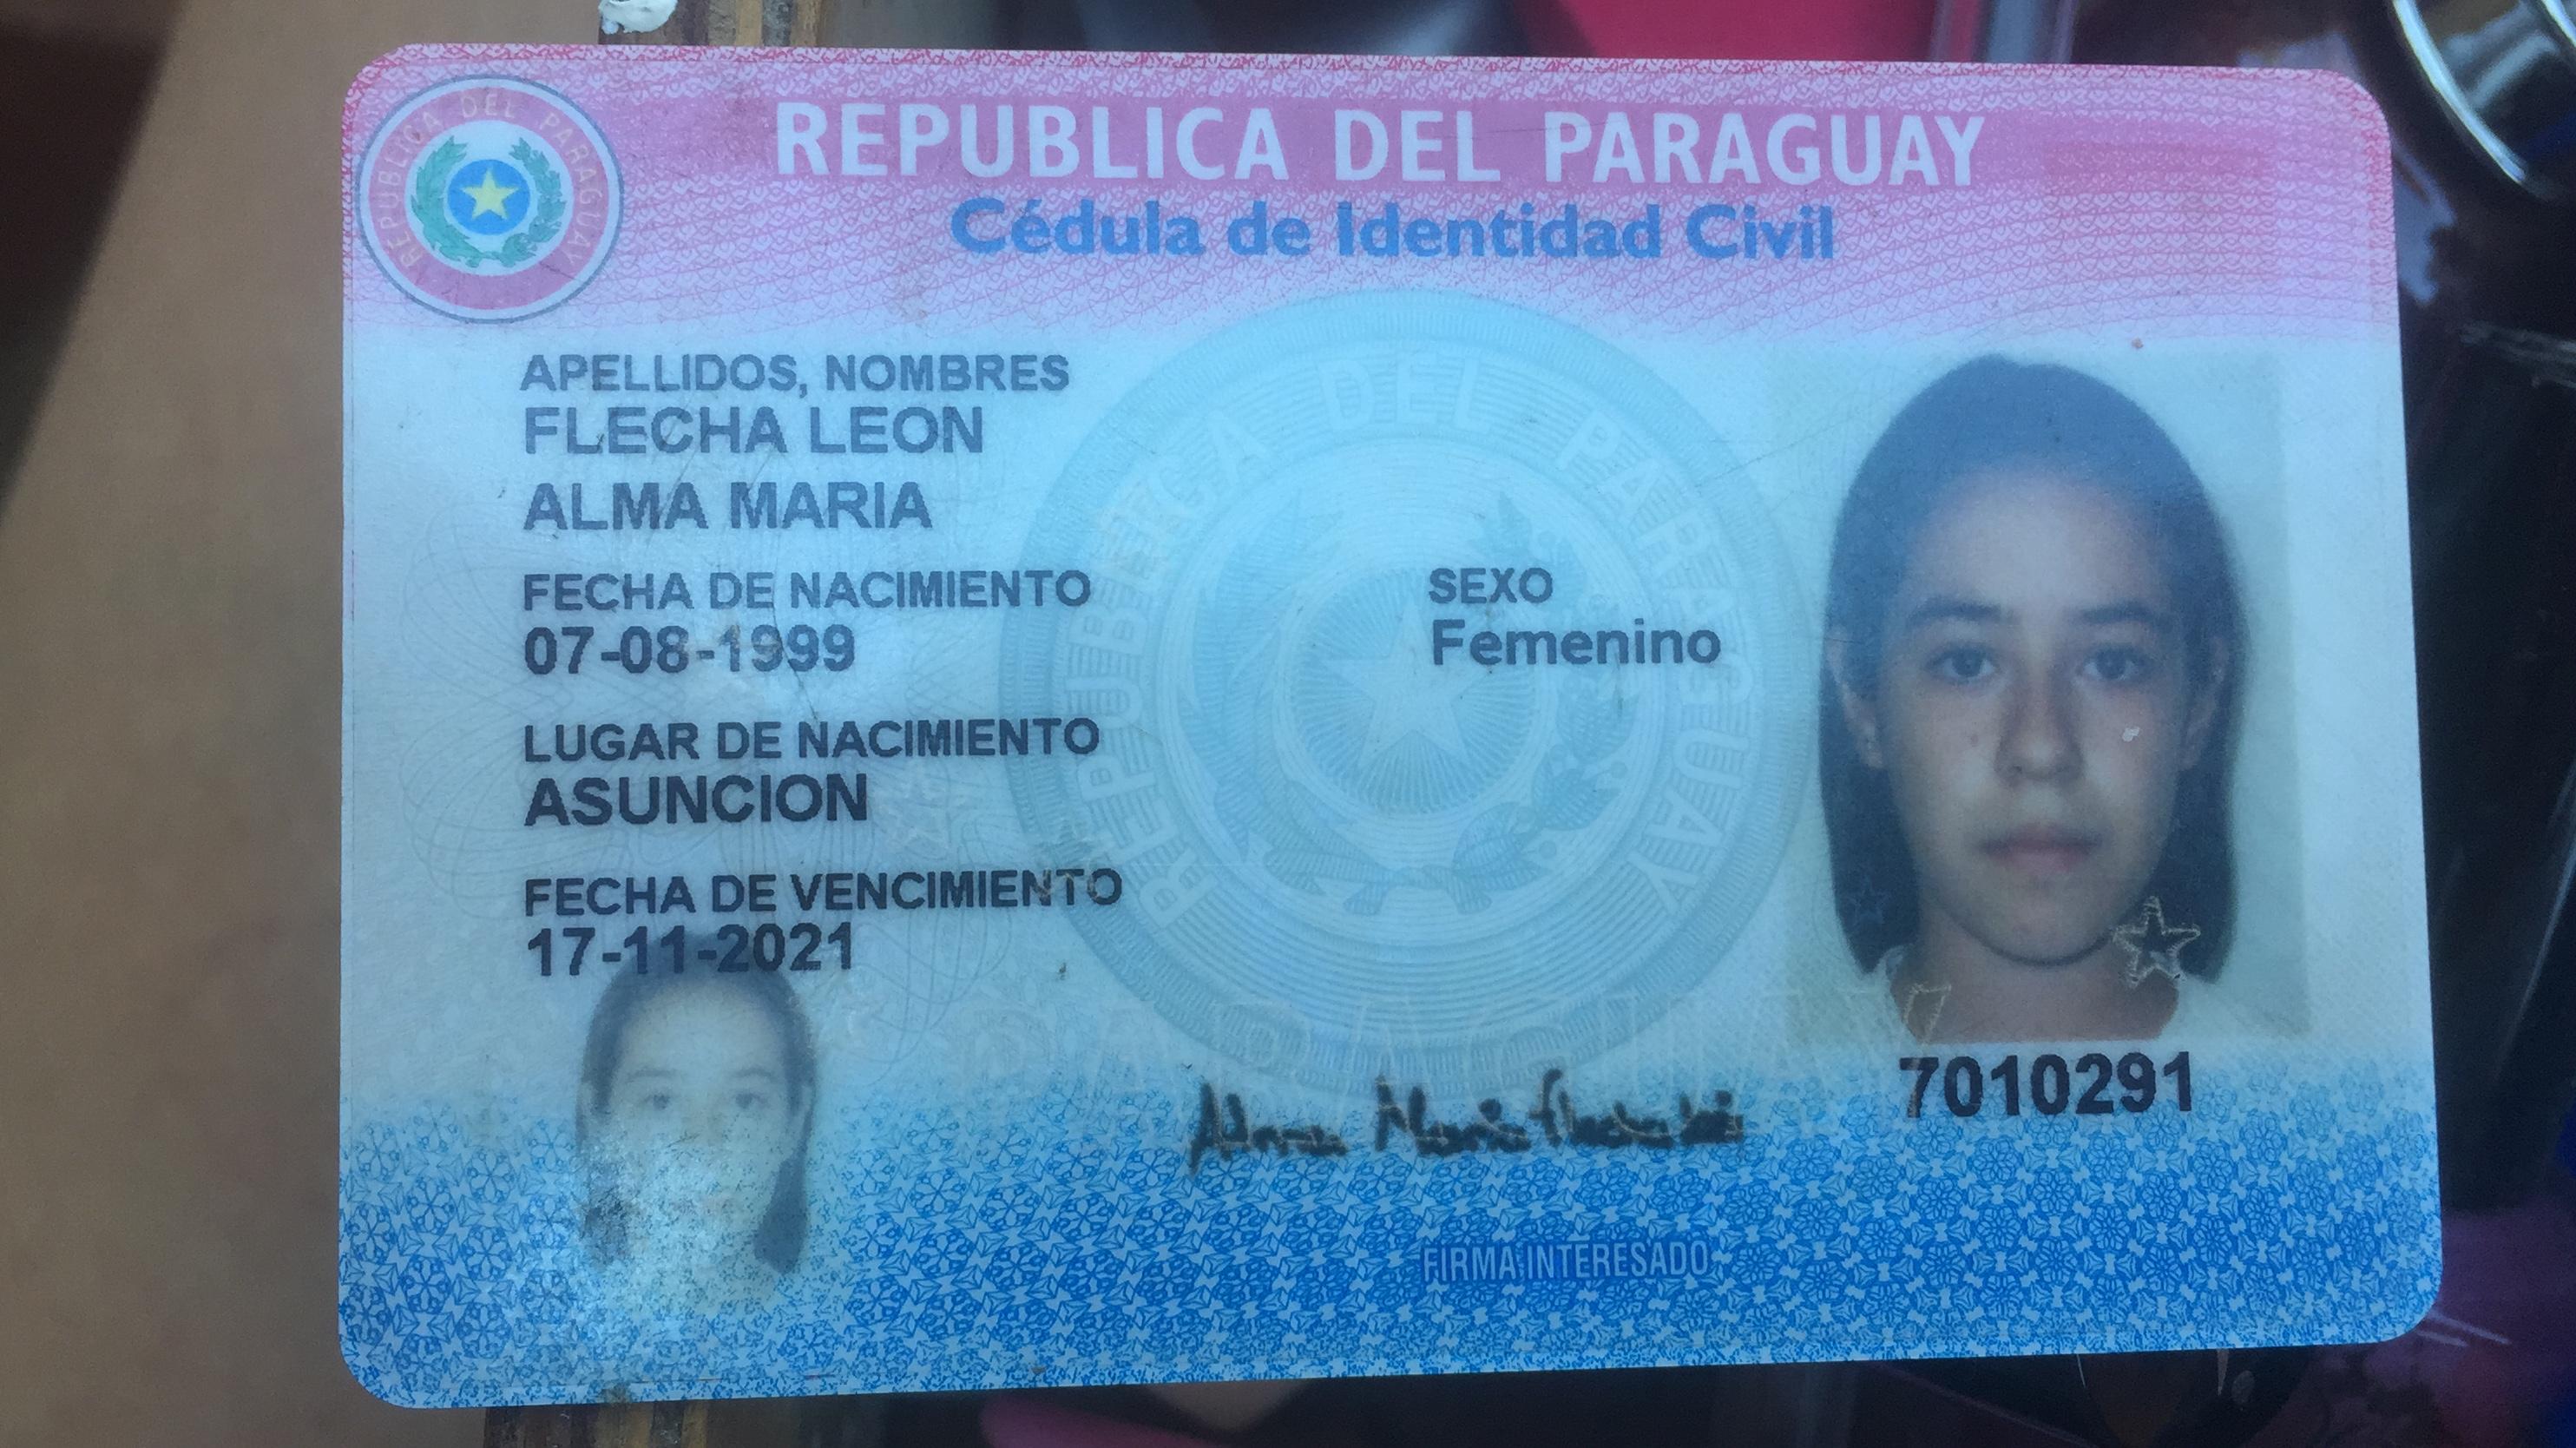 REPUBLICA DEL PARAGUAY
REPUBLICA DEL PARAGUAY
Cédula de Identidad Civil
APELLIDOS, NOMBRES
FLECHA LEON
ALMA MARIA
FECHA DE NACIMIENTO
07-08-1999
SEXO
Femenino
LUGAR DE NACIMIENTO
ASUNCION
FECHA DE VENCIMIENTO
17-11-2021
REPUBLICA DEL PARAGUAY
PARAGUAY
7010291
Alma Maria Flecha
FIRMA INTERESADO